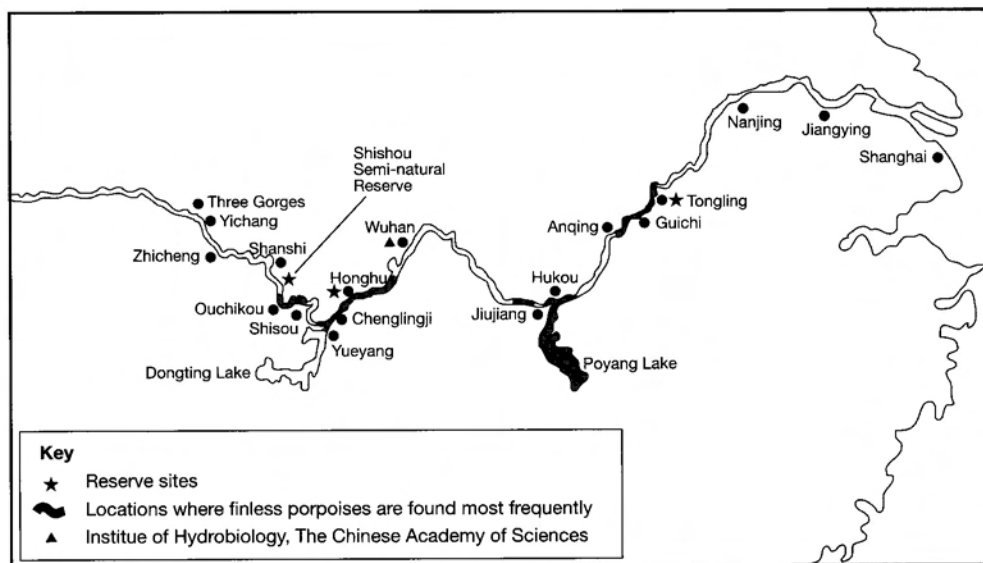 Shishou
Semi-natural
Reserve
Nanjing
Jiangying
Shanghai
Three Gorges
Yichang
Tongling
Wuhan
Anqing
Guichi
Zhicheng
Shanshi
Honghu
Hukou
Ouchikou
Shisou
Chenglingji
Jiujiang
Yueyang
Dongting Lake
Poyang Lake
Key
Reserve sites
Locations where finless porpoises are found most frequently
Institue of Hydrobiology, The Chinese Academy of Sciences